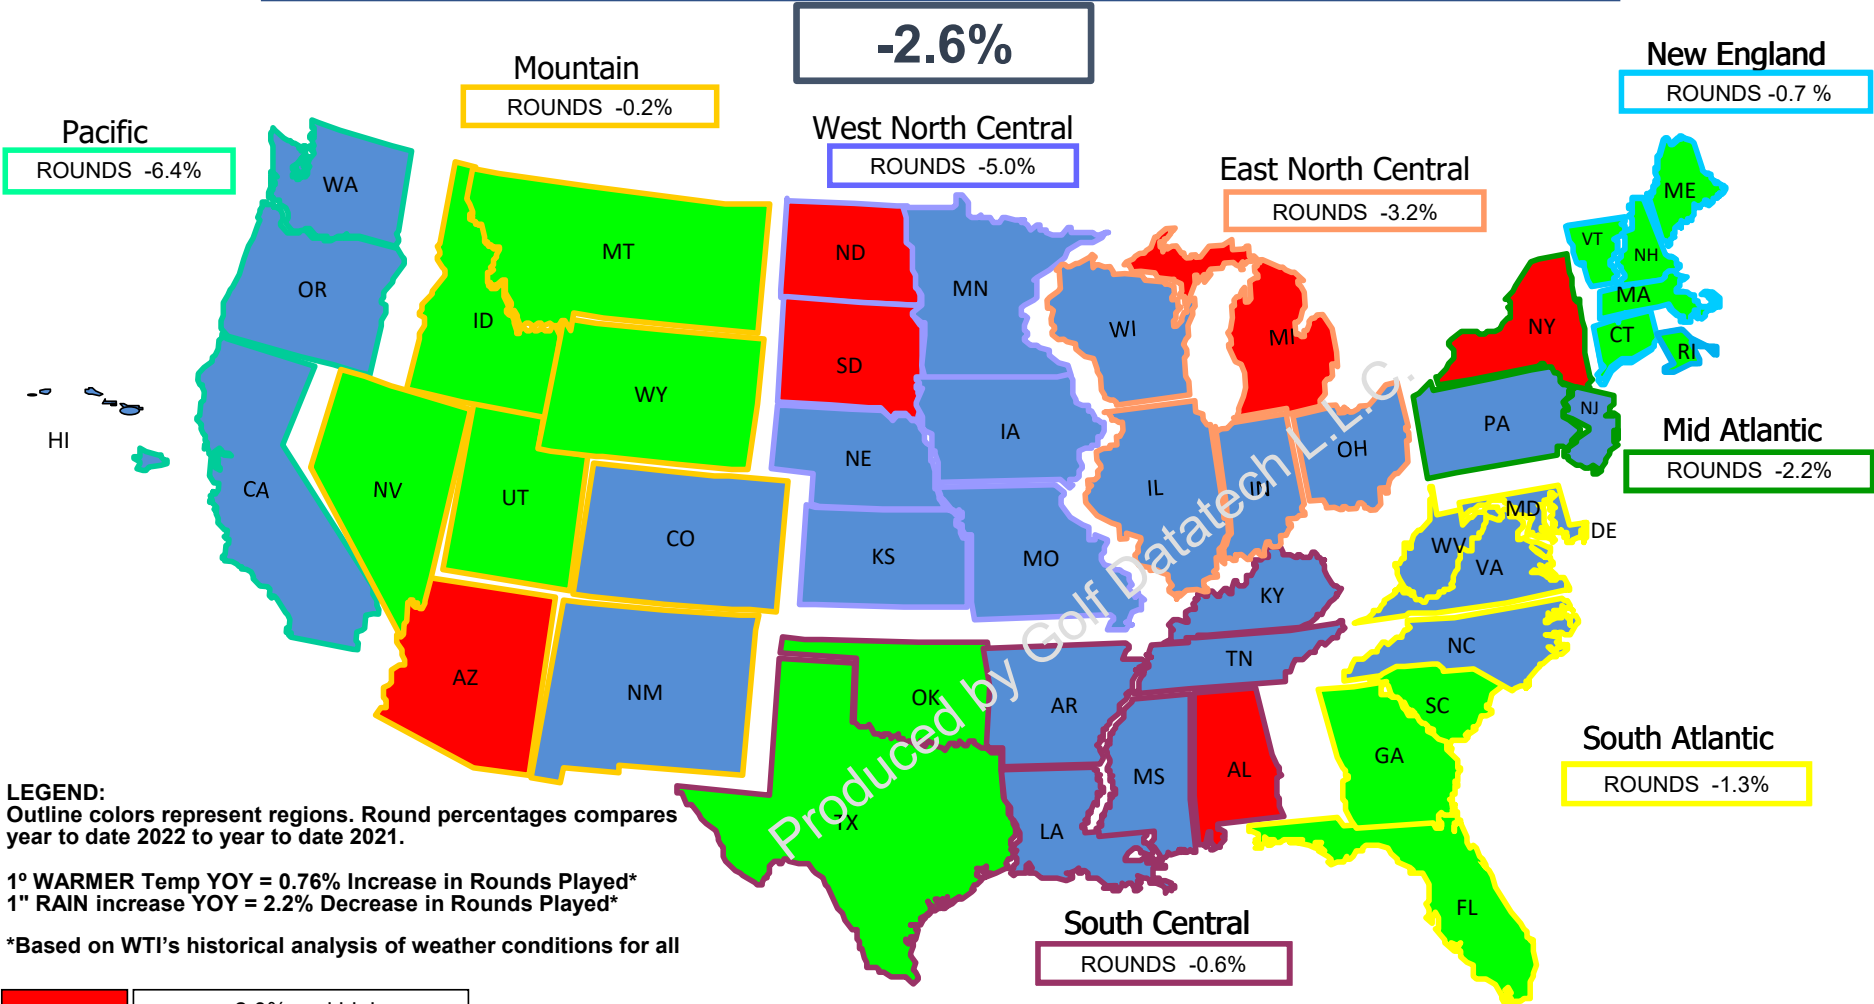 -2.6%
Mountain
ROUNDS -0.2%
New England
ROUNDS -0.7 %
Pacific
ROUNDS -6.4%
West North Central
ROUNDS -5.0%
East North Central
ROUNDS -3.2%
WA
OR
CA
HI
MT
ID
WY
NV
UT
CO
AZ
NM
ND
SD
MN
NE
IA
KS
MO
WI
MI
IL
IN
OH
ME
VT
NH
MA
CT
RI
NY
PA
NJ
Mid Atlantic
ROUNDS -2.2%
MD
DE
WV
VA
NC
SC
GA
FL
KY
TN
OK
AR
TX
LA
MS
AL
South Atlantic
ROUNDS -1.3%
South Central
ROUNDS -0.6%
Produced by Golf Datatech L.L.C.
LEGEND:
Outline colors represent regions. Round percentages compares
year to date 2022 to year to date 2021.
1º WARMER Temp YOY = 0.76% Increase in Rounds Played*
1" RAIN increase YOY = 2.2% Decrease in Rounds Played*
*Based on WTI's historical analysis of weather conditions for all